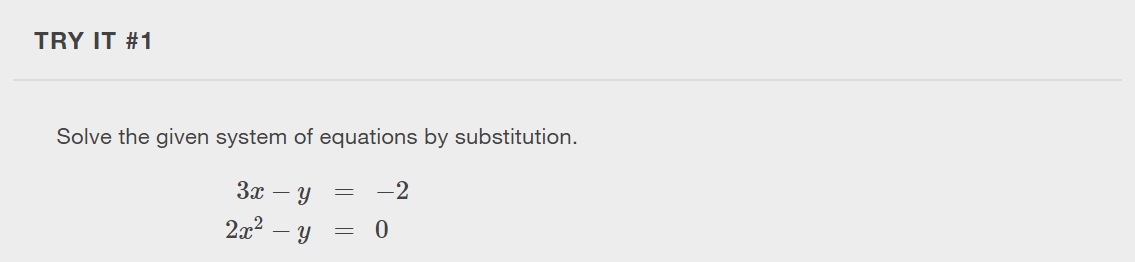 TRY IT #1
Solve the given system of equations by substitution.
3x − y = −2
2x² − y = 0